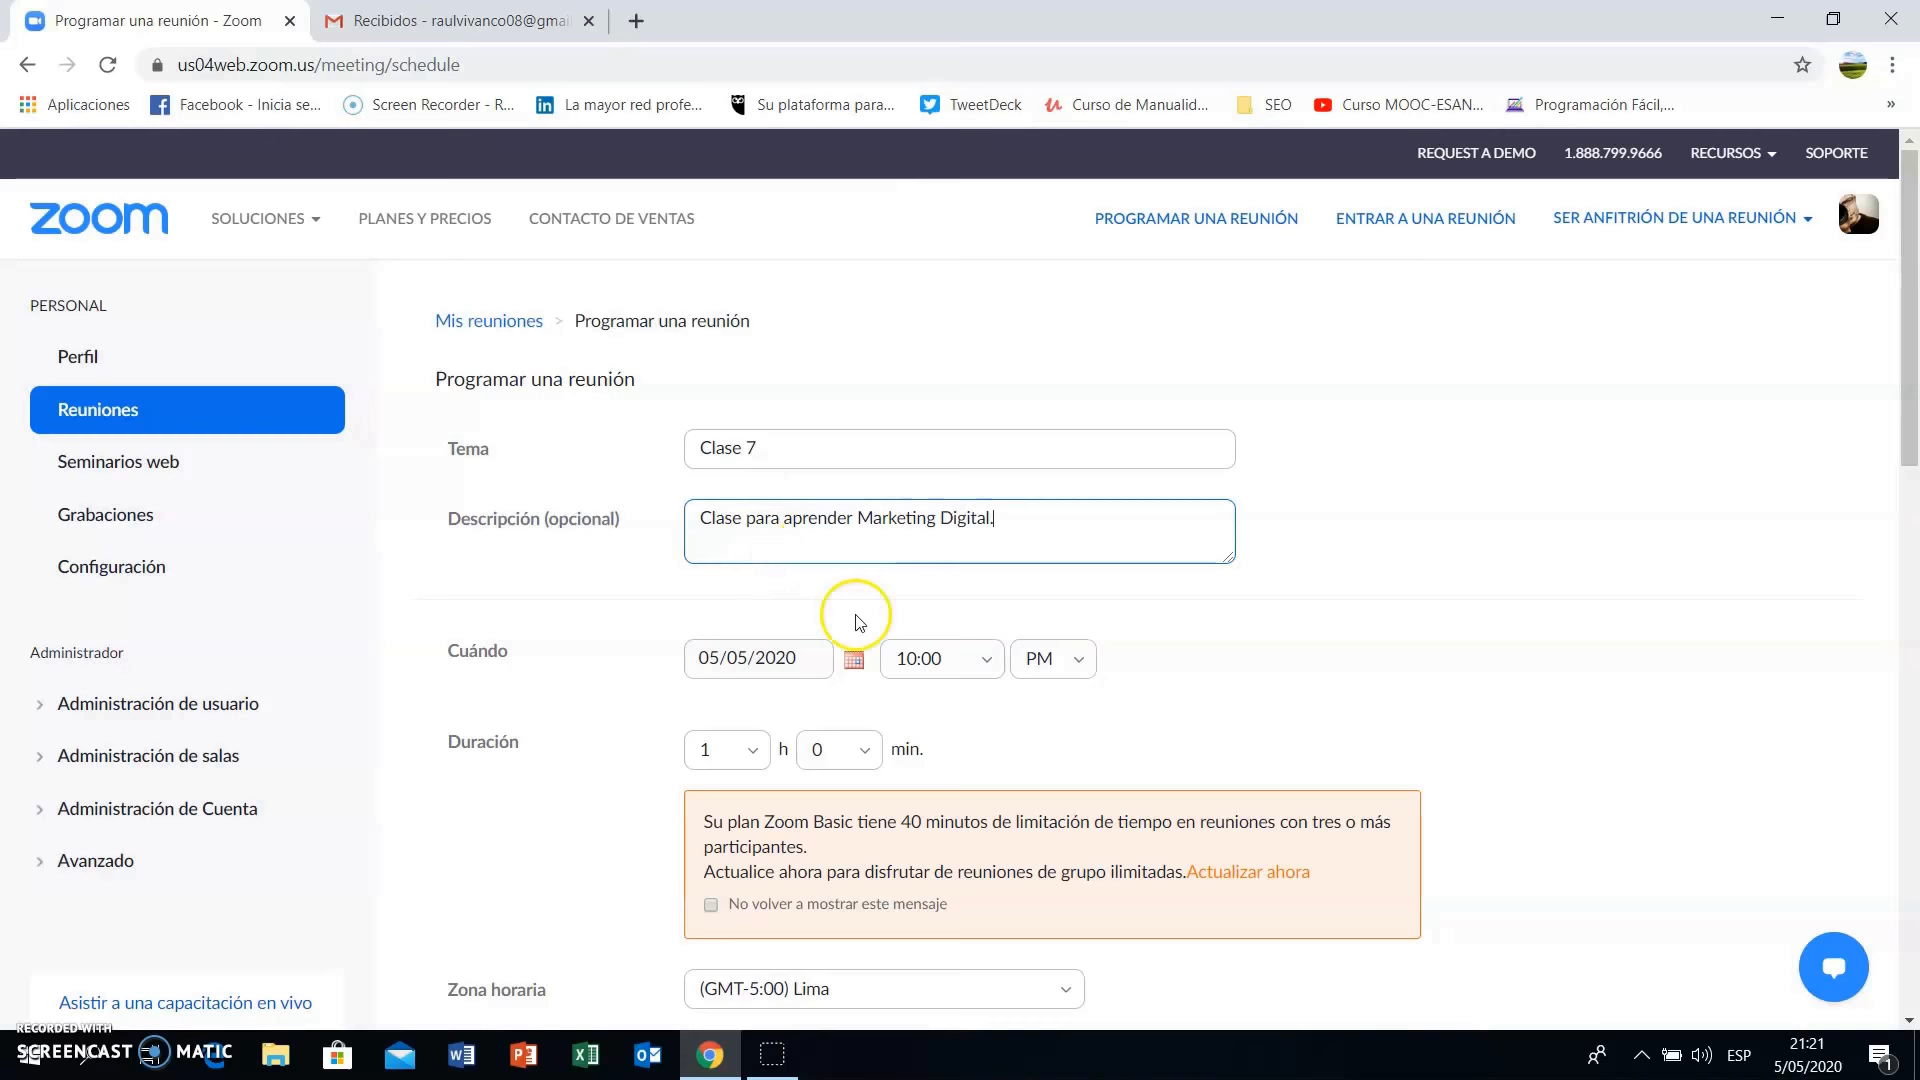 Programar una reunión - Zoom
Recibidos - raulvivanco08@gmai
us04web.zoom.us/meeting/schedule
Aplicaciones
Facebook - Inicia se...
Screen Recorder - R...
La mayor red profe...
Su plataforma para...
TweetDeck
Curso de Manualid...
SEO
Curso MOOC-ESAN...
Programación Fácil,...
»
REQUEST A DEMO
1.888.799.9666
RECURSOS
SOPORTE
zoom
SOLUCIONES
PLANES Y PRECIOS
CONTACTO DE VENTAS
PROGRAMAR UNA REUNIÓN
ENTRAR A UNA REUNIÓN
SER ANFITRIÓN DE UNA REUNIÓN
PERSONAL
Perfil
Reuniones
Seminarios web
Grabaciones
Configuración
Administrador
Administración de usuario
Administración de salas
Administración de Cuenta
Avanzado
Asistir a una capacitación en vivo
Mis reuniones > Programar una reunión
Programar una reunión
Tema
Clase 7
Descripción (opcional)
Clase para aprender Marketing Digital.
Cuándo
05/05/2020
10:00
PM
Duración
1
h
0
min.
Su plan Zoom Basic tiene 40 minutos de limitación de tiempo en reuniones con tres o más
participantes.
Actualice ahora para disfrutar de reuniones de grupo ilimitadas.Actualizar ahora
No volver a mostrar este mensaje
Zona horaria
(GMT-5:00) Lima
RECORDED WITH
SCREENCAST MATIC
ESP
21:21
5/05/2020
1